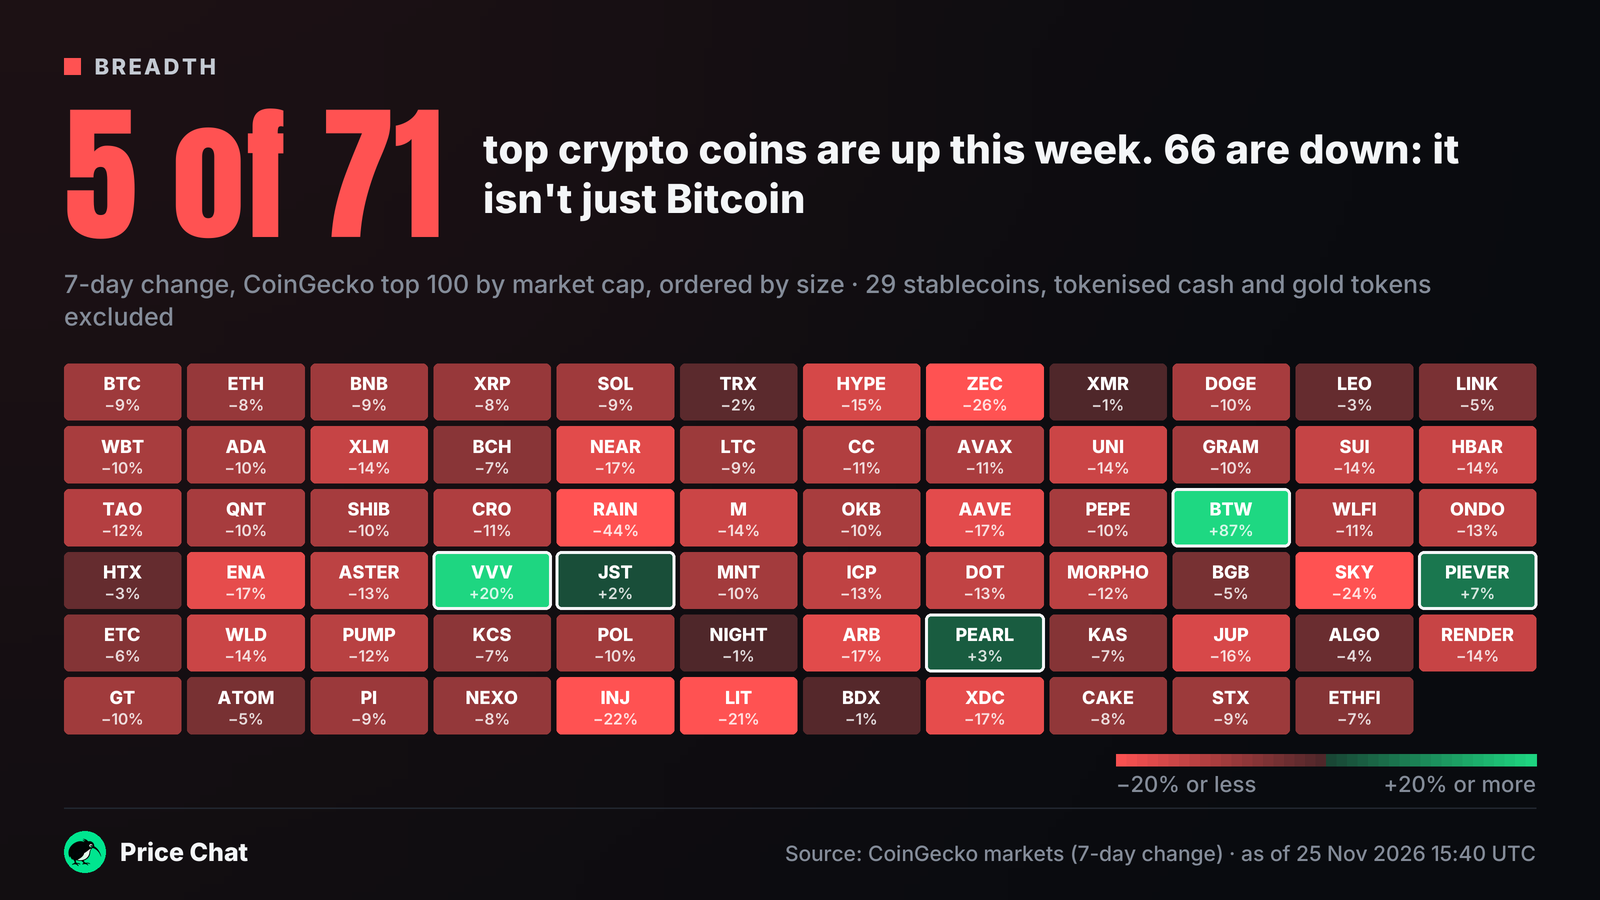 BREADTH
5 of 71
top crypto coins are up this week. 66 are down: it
isn't just Bitcoin
7-day change, CoinGecko top 100 by market cap, ordered by size · 29 stablecoins, tokenised cash and gold tokens
excluded
BTC ETH BNB XRP SOL TRX HYPE ZEC XMR DOGE LEO LINK
−9% −8% −9% −8% −9% −2% −15% −26% −1% −10% −3% −5%
WBT ADA XLM BCH NEAR LTC CC AVAX UNI GRAM SUI HBAR
−10% −10% −14% −7% −17% −9% −11% −11% −14% −10% −14% −14%
TAO QNT SHIB CRO RAIN M OKB AAVE PEPE BTW WLFI ONDO
−12% −10% −10% −11% −44% −14% −10% −17% −10% +87% −11% −13%
HTX ENA ASTER VVV JST MNT ICP DOT MORPHO BGB SKY PIEVER
−3% −17% −13% +20% +2% −10% −13% −13% −12% −5% −24% +7%
ETC WLD PUMP KCS POL NIGHT ARB PEARL KAS JUP ALGO RENDER
−6% −14% −12% −7% −10% −1% −17% +3% −7% −16% −4% −14%
GT ATOM PI NEXO INJ LIT BDX XDC CAKE STX ETHFI
−10% −5% −9% −8% −22% −21% −1% −17% −8% −9% −7%
−20% or less +20% or more
Price Chat
Source: CoinGecko markets (7-day change) · as of 25 Nov 2026 15:40 UTC